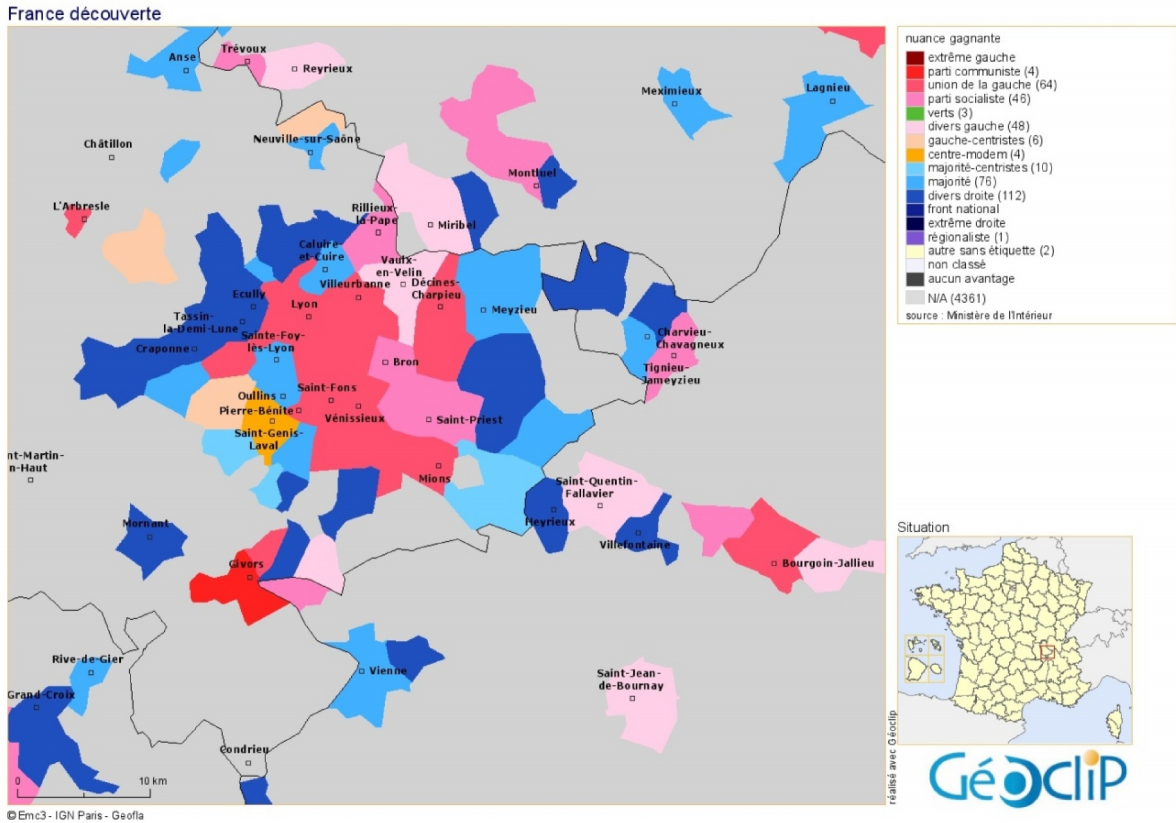 France découverte
Anse
Trévoux
Reyrieux
Meximieux
Lagnieu
Châtillon
Neuville-sur-Saône
Montluel
L'Arbresle
Rillieux-
la-Pape
Miribel
Caluire-
et-Cuire
Vaulx-
en-Velin
Villeurbanne
Décines-
Charpieu
Ecully
Lyon
Meyzieu
Tassin-
la-Demi-Lune
Craponne
Sainte-Foy-
lès-Lyon
Charvieu-
Chavagneux
Bron
Tignieu-
Jameyzieu
Oullins
Saint-Fons
Pierre-Bénite
Vénissieux
Saint-Priest
Saint-Genis-
Laval
nt-Martin-
n-Haut
Mions
Saint-Quentin-
Fallavier
Heyrieux
Mornant
Villefontaine
Givors
Bourgoin-Jallieu
Rive-de-Gier
Vienne
Saint-Jean-
de-Bournay
Grand-Croix
Condrieu
0 10 km
©Emc3 - IGN Paris - Geofla
nuance gagnante
extrême gauche
parti communiste (4)
union de la gauche (64)
parti socialiste (46)
verts (3)
divers gauche (48)
gauche-centristes (6)
centre-modem (4)
majorité-centristes (10)
majorité (76)
divers droite (112)
front national
extrême droite
régionaliste (1)
autre sans étiquette (2)
non classé
aucun avantage
N/A (4361)
source : Ministère de l'Intérieur
Situation
réalisé avec Géoclip
GéOcliP